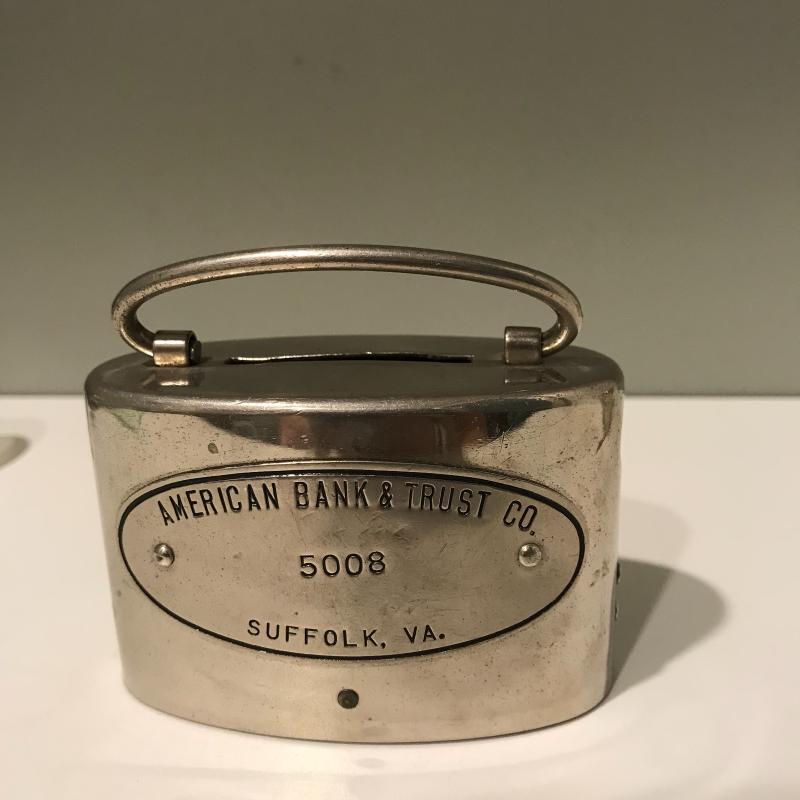 AMERICAN BANK & TRUST CO.
5008
SUFFOLK, VA.